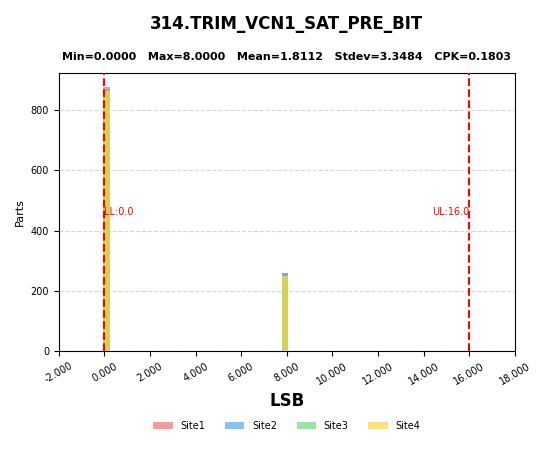 314.TRIM_VCN1_SAT_PRE_BIT
Min=0.0000 Max=8.0000 Mean=1.8112 Stdev=3.3484 CPK=0.1803
800
600
400
200
0
Parts
LL:0.0
UL:16.0
-2.000 0.000 2.000 4.000 6.000 8.000 10.000 12.000 14.000 16.000 18.000
LSB
Site1 Site2 Site3 Site4